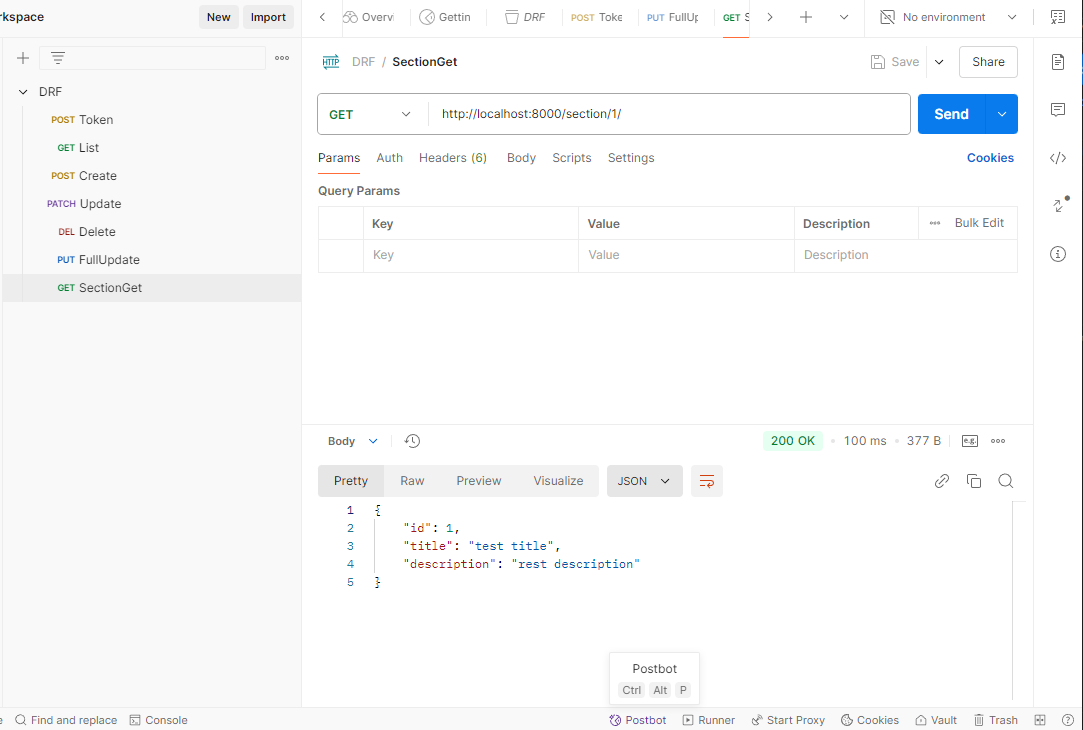 rkspace New Import Overvi Gettin DRF POST Toke PUT FullUp GET S No environment
DRF / SectionGet Save Share
DRF
POST Token
GET List
POST Create
PATCH Update
DEL Delete
PUT FullUpdate
GET SectionGet
HTTP
GET http://localhost:8000/section/1/ Send
Params Auth Headers (6) Body Scripts Settings Cookies
Query Params
Key Value Description Bulk Edit
Key Value Description
Body 200 OK 100 ms 377 B e.g.
Pretty Raw Preview Visualize JSON
1 {
2 "id": 1,
3 "title": "test title",
4 "description": "rest description"
5 }
Postbot
Ctrl Alt P
e Find and replace Console Postbot Runner Start Proxy Cookies Vault Trash